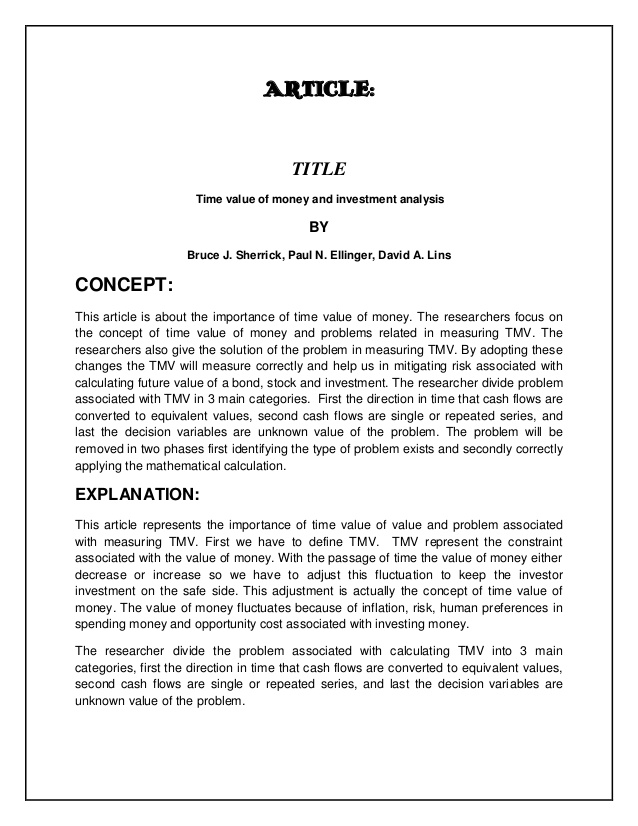 ARTICLE:
TITLE
Time value of money and investment analysis
BY
Bruce J. Sherrick, Paul N. Ellinger, David A. Lins
CONCEPT:
This article is about the importance of time value of money. The researchers focus on
the concept of time value of money and problems related in measuring TMV. The
researchers also give the solution of the problem in measuring TMV. By adopting these
changes the TMV will measure correctly and help us in mitigating risk associated with
calculating future value of a bond, stock and investment. The researcher divide problem
associated with TMV in 3 main categories. First the direction in time that cash flows are
converted to equivalent values, second cash flows are single or repeated series, and
last the decision variables are unknown value of the problem. The problem will be
removed in two phases first identifying the type of problem exists and secondly correctly
applying the mathematical calculation.
EXPLANATION:
This article represents the importance of time value of value and problem associated
with measuring TMV. First we have to define TMV. TMV represent the constraint
associated with the value of money. With the passage of time the value of money either
decrease or increase so we have to adjust this fluctuation to keep the investor
investment on the safe side. This adjustment is actually the concept of time value of
money. The value of money fluctuates because of inflation, risk, human preferences in
spending money and opportunity cost associated with investing money.
The researcher divide the problem associated with calculating TMV into 3 main
categories, first the direction in time that cash flows are converted to equivalent values,
second cash flows are single or repeated series, and last the decision variables are
unknown value of the problem.